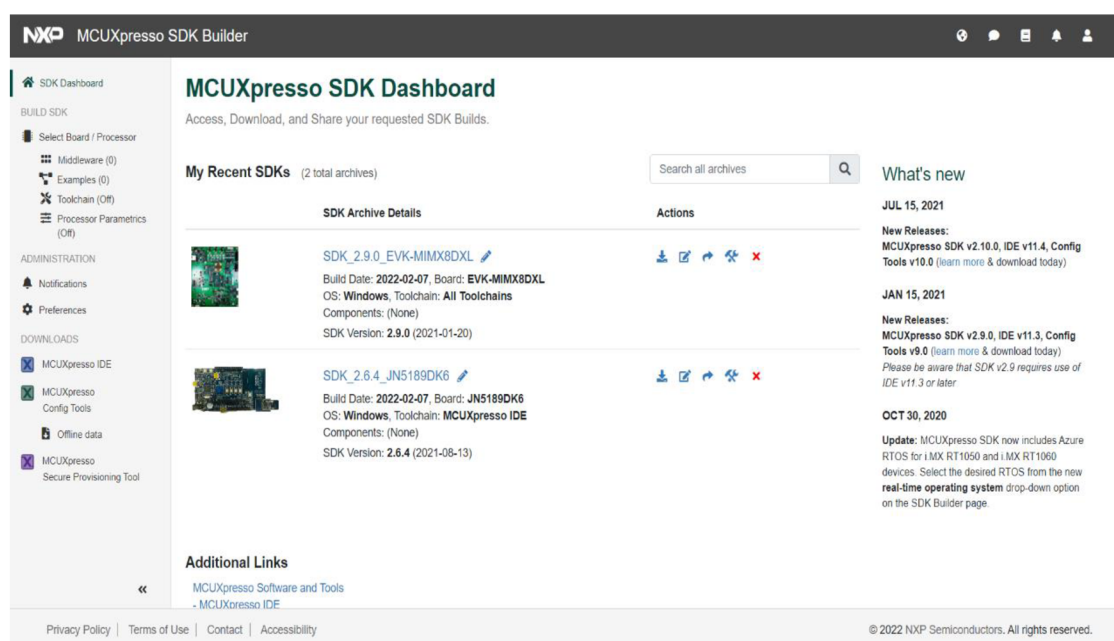 NXP MCUXpresso SDK Builder
SDK Dashboard
BUILD SDK
Select Board / Processor
Middleware (0)
Examples (0)
Toolchain (Off)
Processor Parametrics
(Off)
ADMINISTRATION
Notifications
Preferences
DOWNLOADS
MCUXpresso IDE
MCUXpresso
Config Tools
Offline data
MCUXpresso
Secure Provisioning Tool
«
MCUXpresso SDK Dashboard
Access, Download, and Share your requested SDK Builds.
My Recent SDKs (2 total archives)
Search all archives
SDK Archive Details Actions
SDK_2.9.0_EVK-MIMX8DXL
Build Date: 2022-02-07, Board: EVK-MIMX8DXL
OS: Windows, Toolchain: All Toolchains
Components: (None)
SDK Version: 2.9.0 (2021-01-20)
SDK_2.6.4_JN5189DK6
Build Date: 2022-02-07, Board: JN5189DK6
OS: Windows, Toolchain: MCUXpresso IDE
Components: (None)
SDK Version: 2.6.4 (2021-08-13)
Additional Links
MCUXpresso Software and Tools
- MCUXpresso IDE
What's new
JUL 15, 2021
New Releases:
MCUXpresso SDK v2.10.0, IDE v11.4, Config
Tools v10.0 (learn more & download today)
JAN 15, 2021
New Releases:
MCUXpresso SDK v2.9.0, IDE v11.3, Config
Tools v9.0 (learn more & download today)
Please be aware that SDK v2.9 requires use of
IDE v11.3 or later
OCT 30, 2020
Update: MCUXpresso SDK now includes Azure
RTOS for i.MX RT1050 and i.MX RT1060
devices. Select the desired RTOS from the new
real-time operating system drop-down option
on the SDK Builder page.
Privacy Policy | Terms of Use | Contact | Accessibility
© 2022 NXP Semiconductors. All rights reserved.